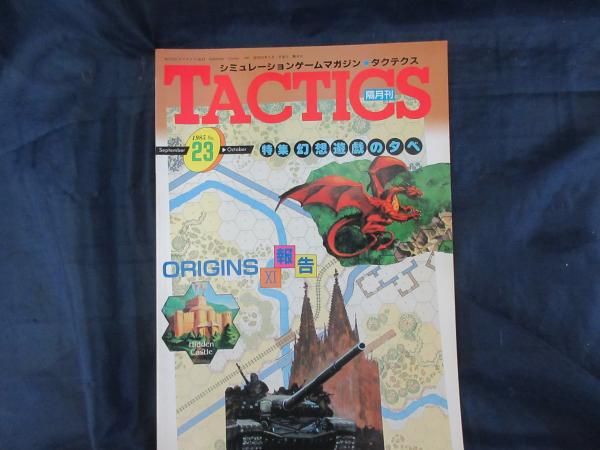 シミュレーションゲームマガジン★タクテクス
TACTICS
隔月刊
1985 No.
September 23 ▶October
特集 幻想遊戯の夕べ
ORIGINS XI 報告
Hidden
Castle